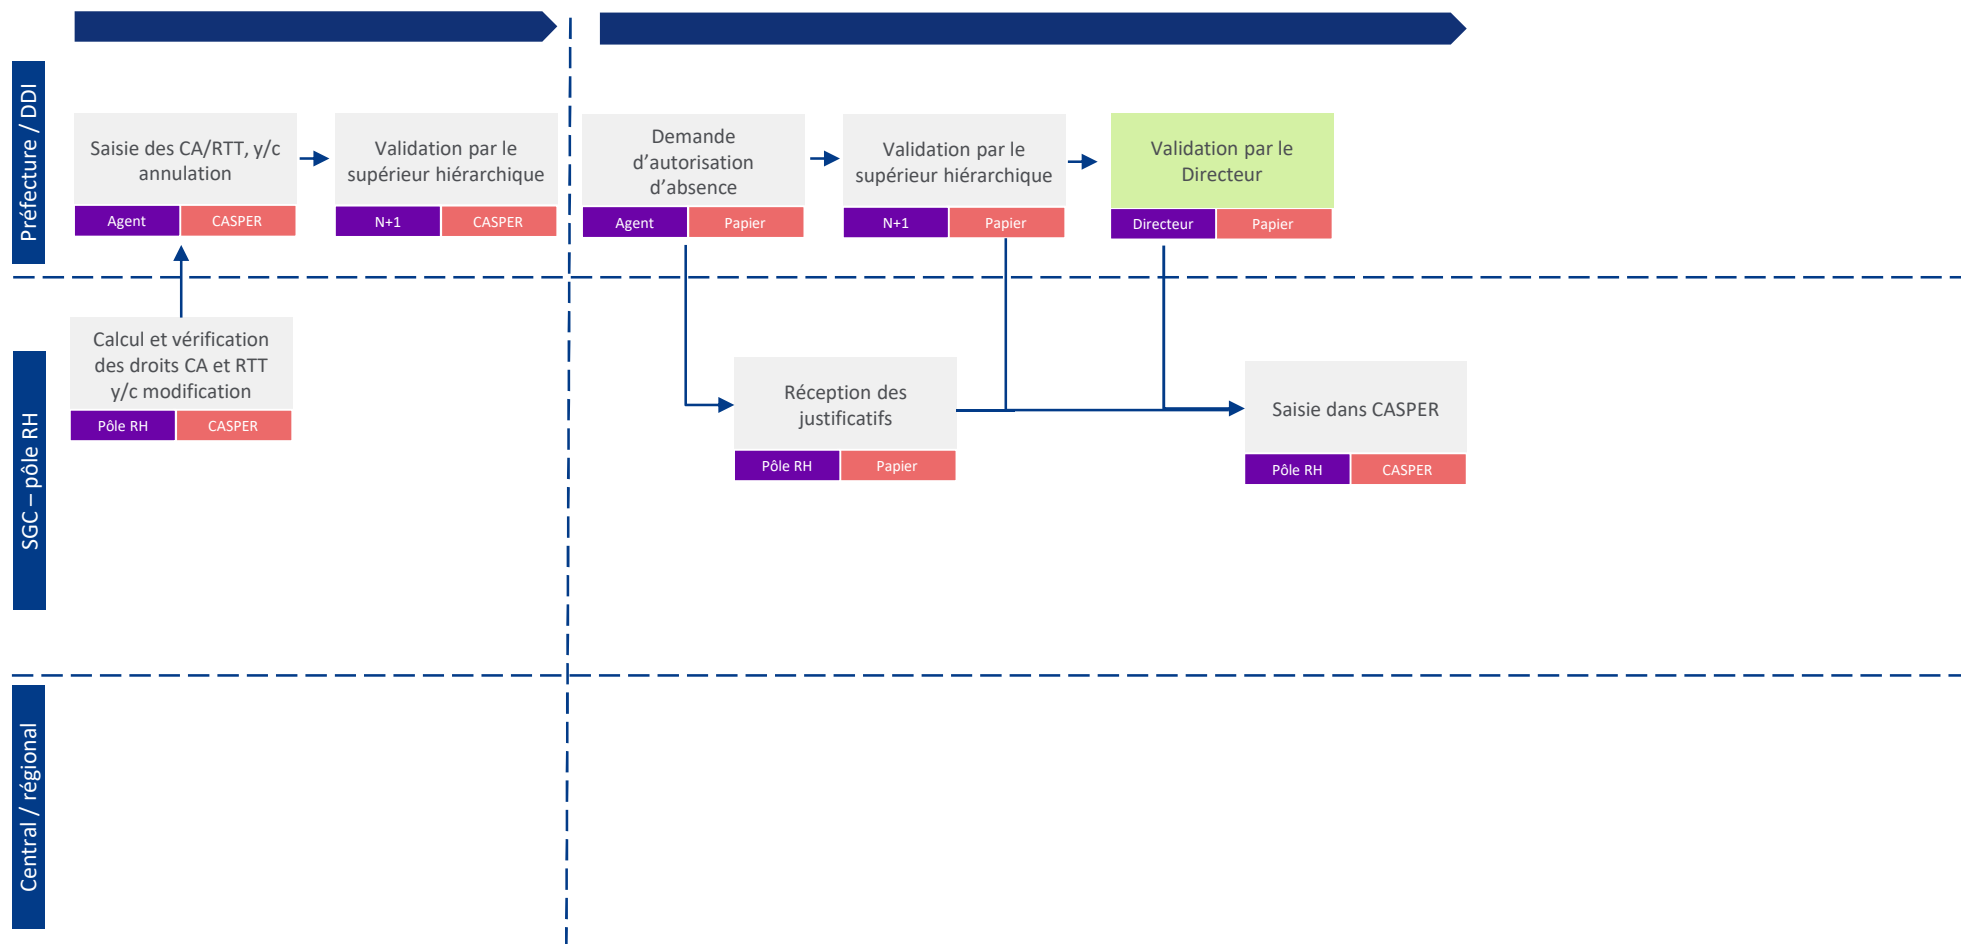 Préfecture / DDI
Saisie des CA/RTT, y/c
annulation
Agent
CASPER
Validation par le
supérieur hiérarchique
N+1
CASPER
Demande
d’autorisation
d’absence
Agent
Papier
Validation par le
supérieur hiérarchique
N+1
Papier
Validation par le
Directeur
Directeur
Papier
SGC – pôle RH
Calcul et vérification
des droits CA et RTT
y/c modification
Pôle RH
CASPER
Réception des
justificatifs
Pôle RH
Papier
Saisie dans CASPER
Pôle RH
CASPER
Central / régional